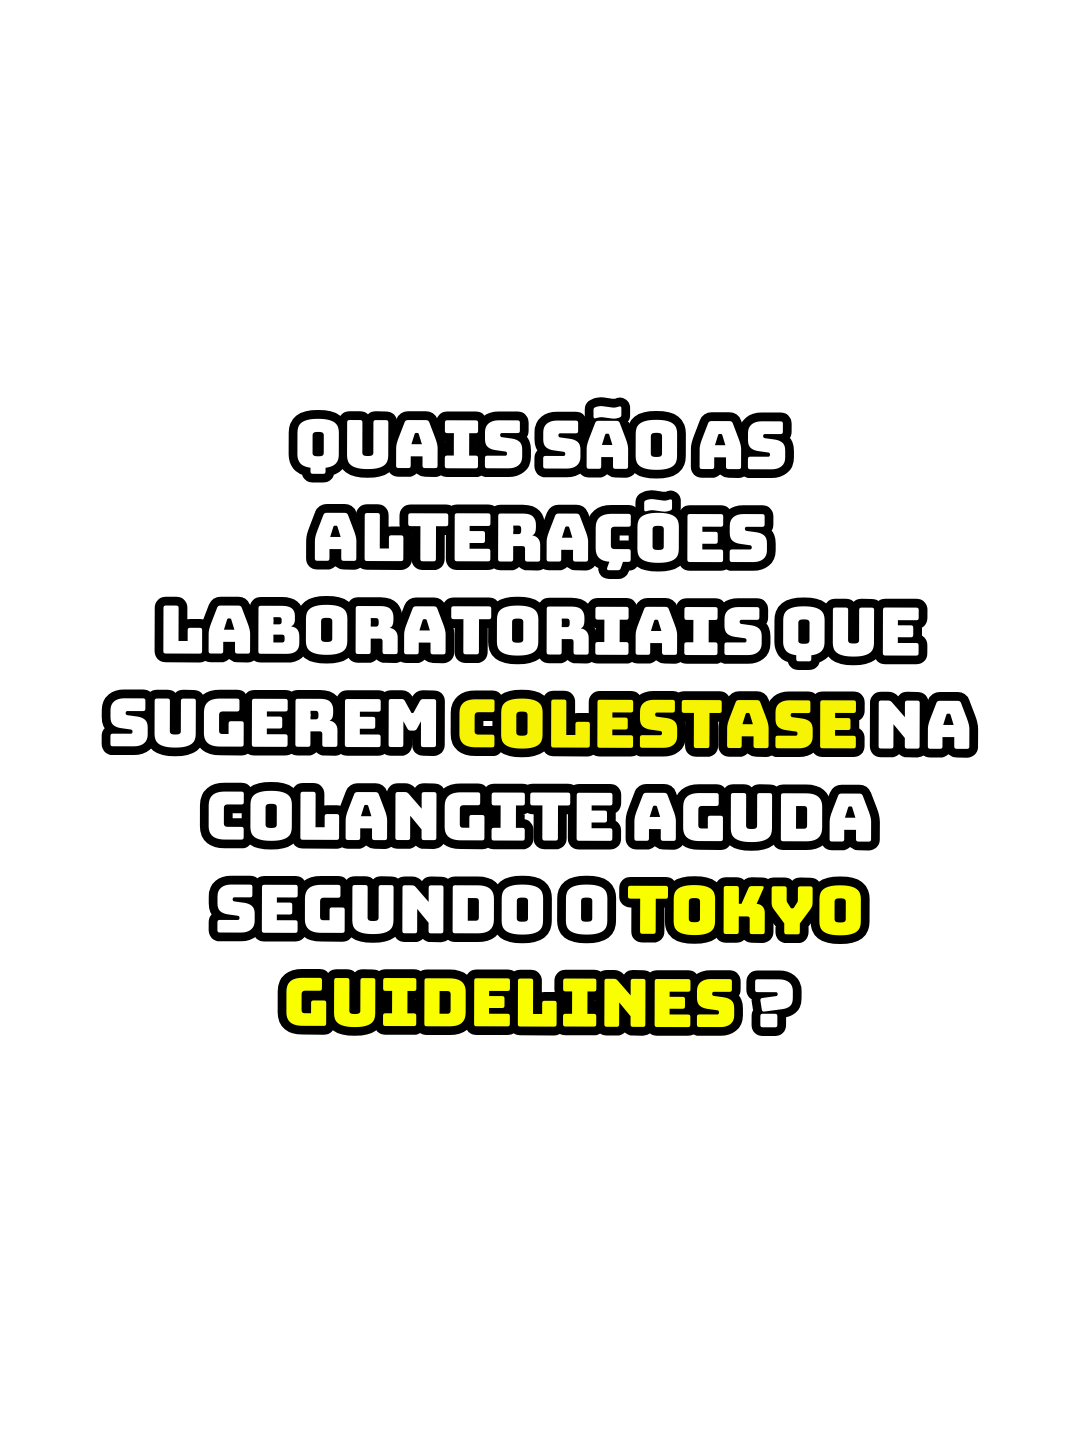 QUAIS SÃO AS
ALTERAÇÕES
LABORATORIAIS QUE
SUGEREM COLESTASE NA
COLANGITE AGUDA
SEGUNDO O TOKYO
GUIDELINES ?